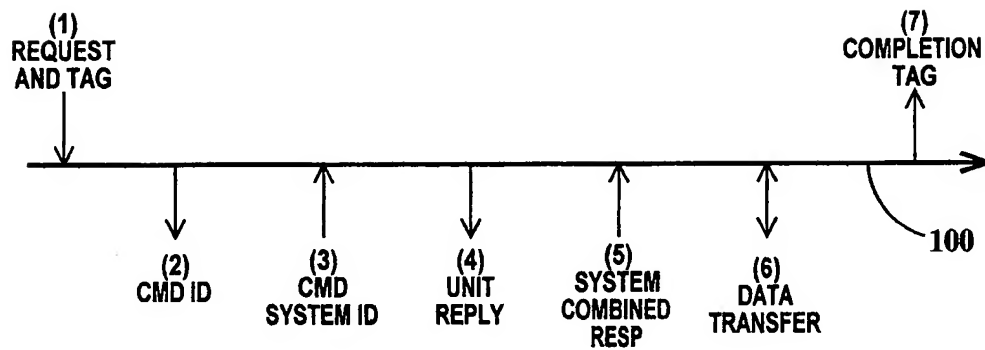 (1)
REQUEST
AND TAG
(7)
COMPLETION
TAG
100
(2)
CMD ID
(3)
CMD
SYSTEM ID
(4)
UNIT
REPLY
(5)
SYSTEM
COMBINED
RESP
(6)
DATA
TRANSFER